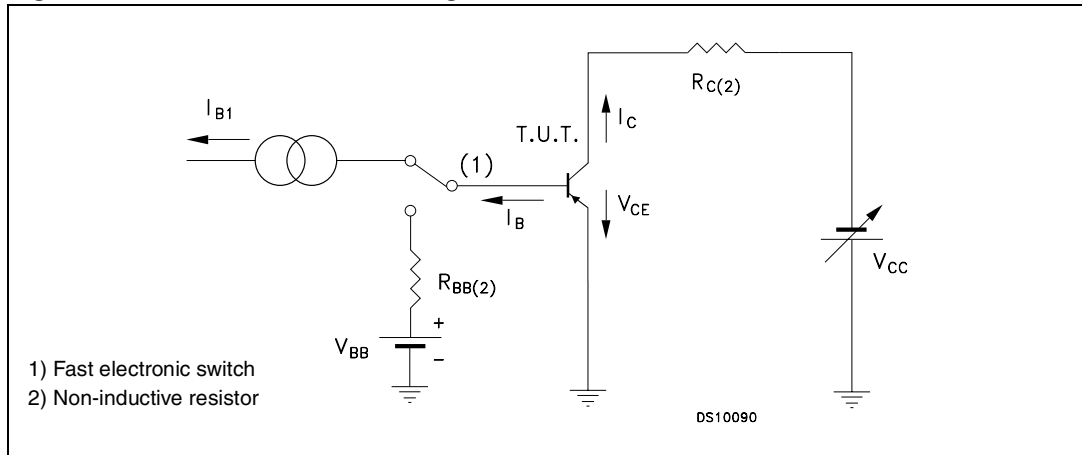 I_B1
R_C(2)
I_C
T.U.T.
(1)
V_CE
I_B
V_CC
R_BB(2)
+
V_BB
–
1) Fast electronic switch
2) Non-inductive resistor
DS10090